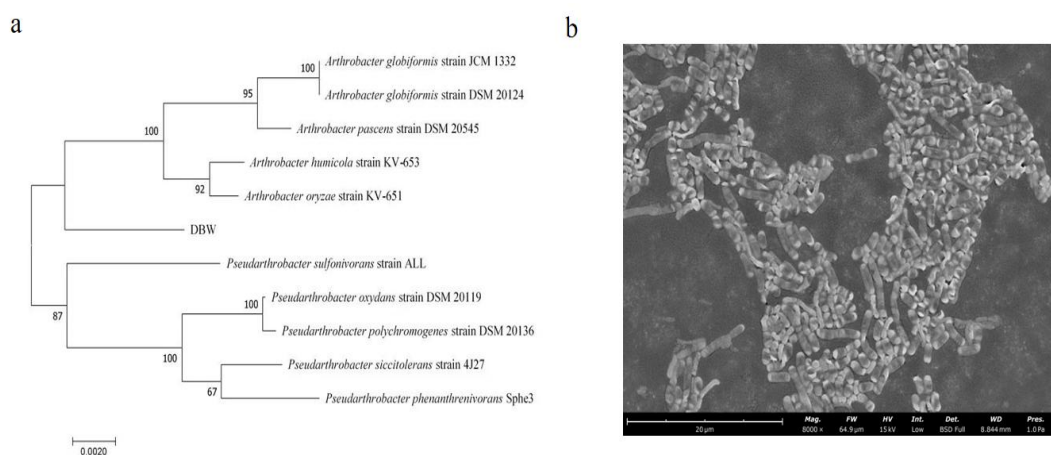 a
Arthrobacter globiformis strain JCM 1332
100
Arthrobacter globiformis strain DSM 20124
95
Arthrobacter pascens strain DSM 20545
100
Arthrobacter humicola strain KV-653
92
Arthrobacter oryzae strain KV-651
DBW
Pseudarthrobacter sulfonivorans strain ALL
87
Pseudarthrobacter oxydans strain DSM 20119
100
Pseudarthrobacter polychromogenes strain DSM 20136
100
Pseudarthrobacter siccitolerans strain 4J27
67
Pseudarthrobacter phenanthrenivorans Sphe3
0.0020
b
Mag. FW HV Int. Det. WD Pres.
20 µm 8000 × 64.9 µm 15 kV Low BSD Full 8.844 mm 1.0 Pa